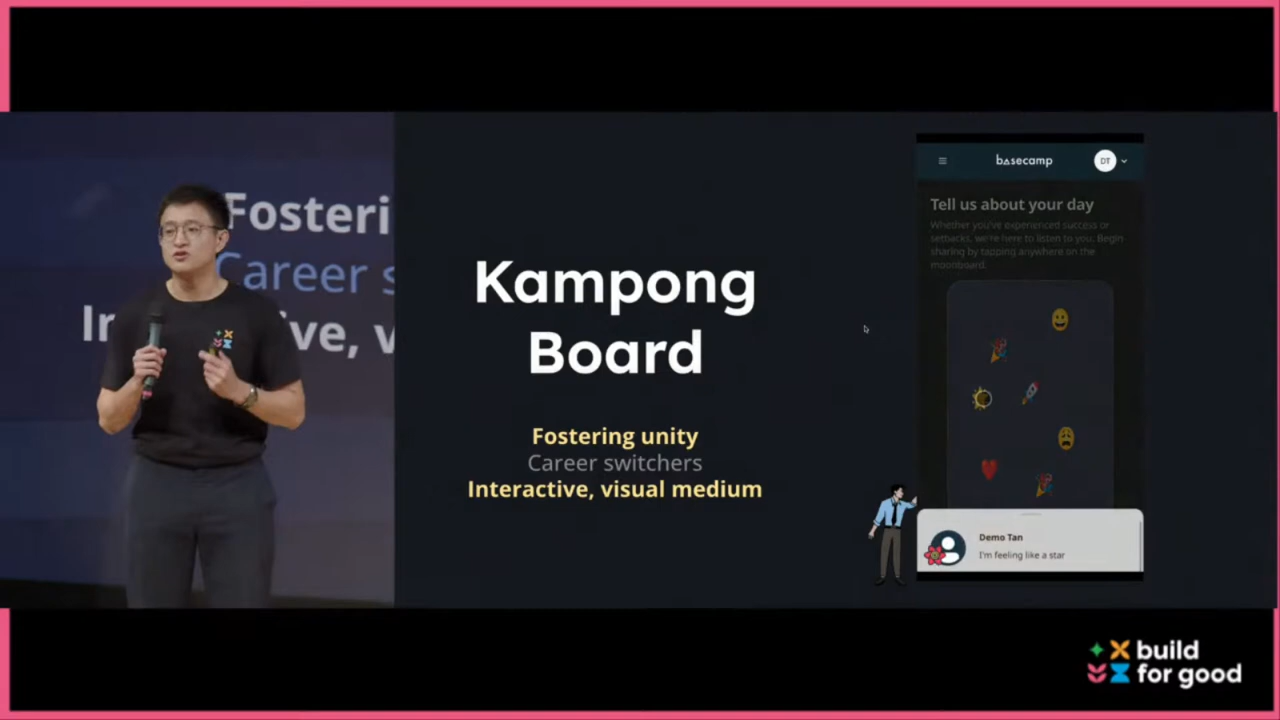 Fosteri
Career s
In
ive, v
Kampong
Board
Fostering unity
Career switchers
Interactive, visual medium
basecamp
DT
Tell us about your day
Whether you've experienced success or
setbacks, we're here to listen to you. Begin
sharing by tapping anywhere on the
moonboard.
Demo Tan
I'm feeling like a star
build
for good